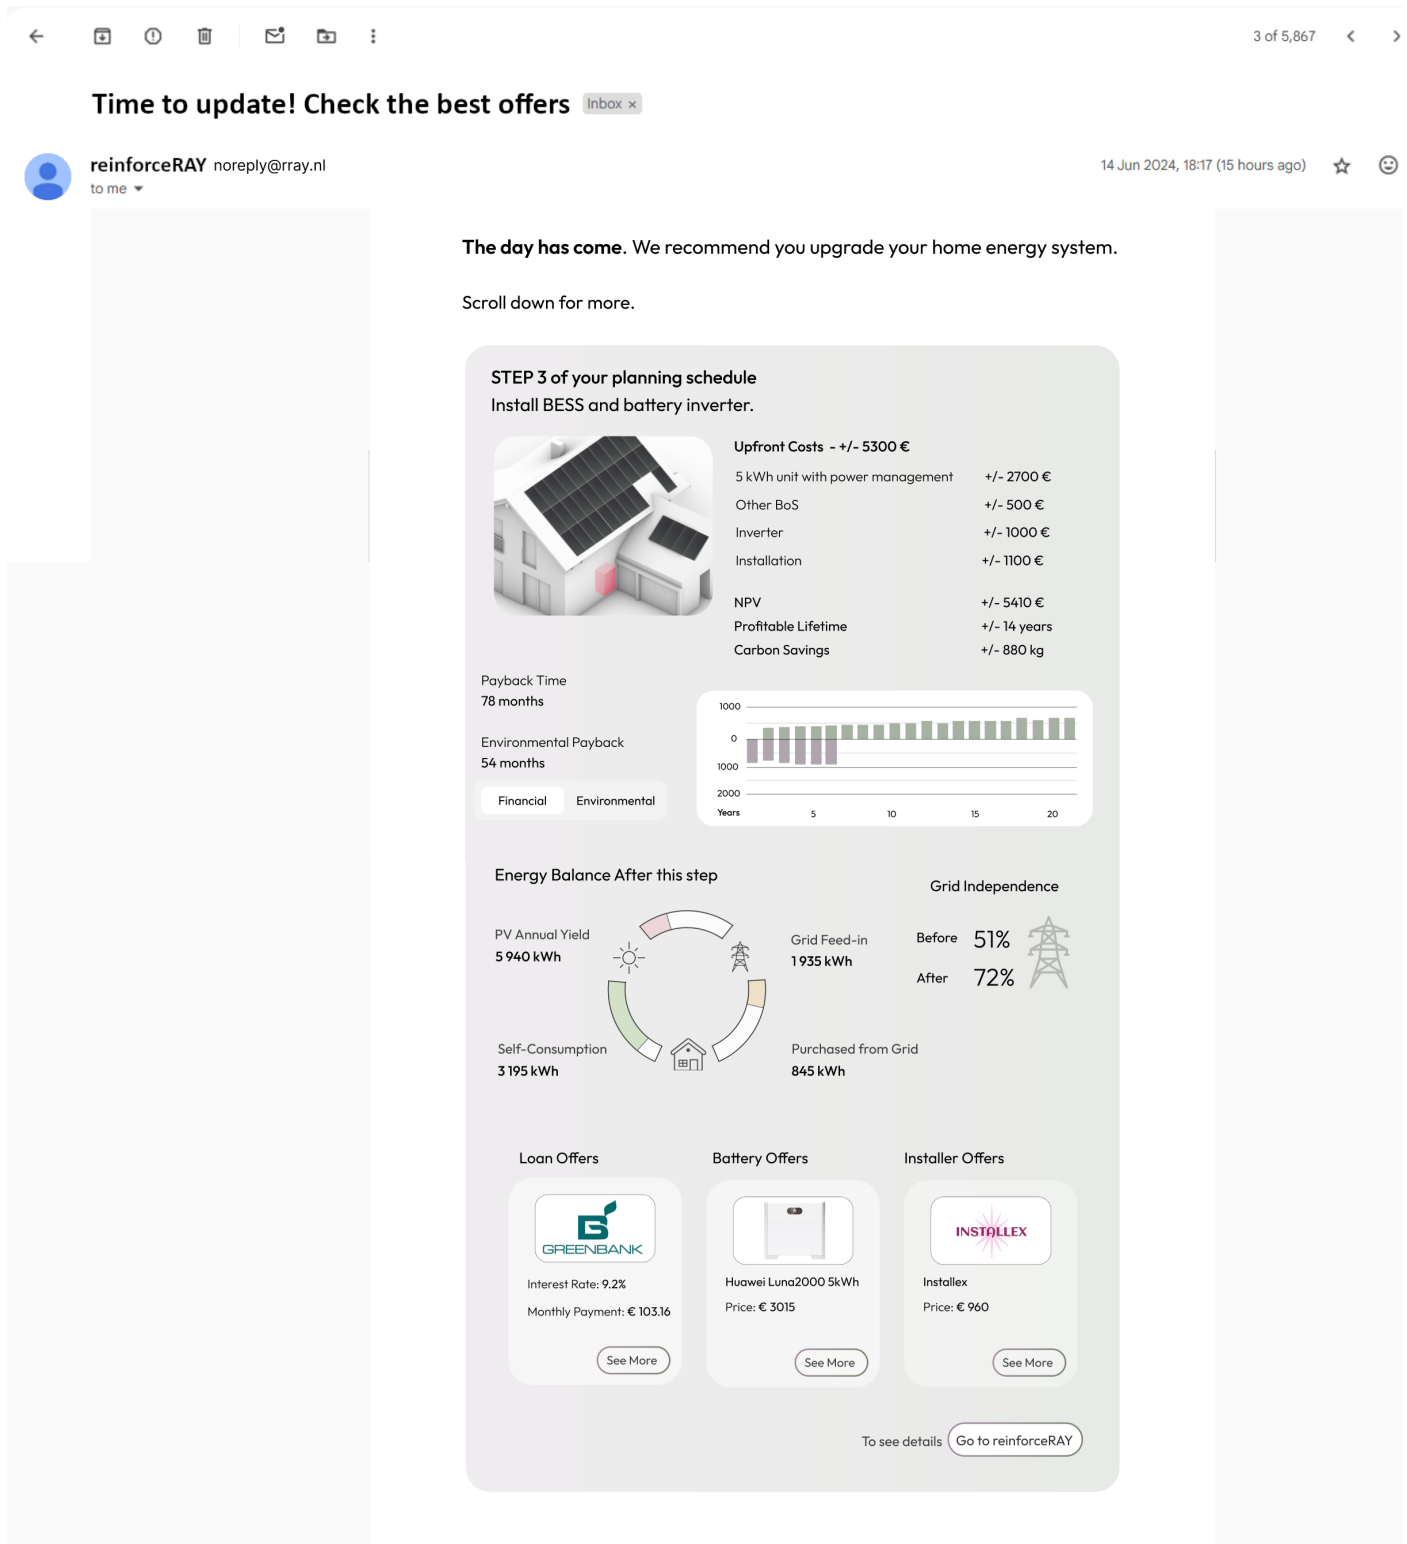 3 of 5,867
Time to update! Check the best offers Inbox ×
reinforceRAY noreply@rray.nl
14 Jun 2024, 18:17 (15 hours ago)
to me
The day has come. We recommend you upgrade your home energy system.
Scroll down for more.
STEP 3 of your planning schedule
Install BESS and battery inverter.
Upfront Costs - +/- 5300 €
5 kWh unit with power management +/- 2700 €
Other BoS +/- 500 €
Inverter +/- 1000 €
Installation +/- 1100 €
NPV +/- 5410 €
Profitable Lifetime +/- 14 years
Carbon Savings +/- 880 kg
Payback Time
78 months
Environmental Payback
54 months
Financial Environmental
1000
0
1000
2000
Years 5 10 15 20
Energy Balance After this step
Grid Independence
PV Annual Yield
5 940 kWh
Grid Feed-in
1 935 kWh
Before 51%
After 72%
Self-Consumption
3 195 kWh
Purchased from Grid
845 kWh
Loan Offers
Battery Offers
Installer Offers
GREENBANK
INSTALLEX
Interest Rate: 9.2%
Monthly Payment: € 103.16
See More
Huawei Luna2000 5kWh
Price: € 3015
See More
Installex
Price: € 960
See More
To see details Go to reinforceRAY